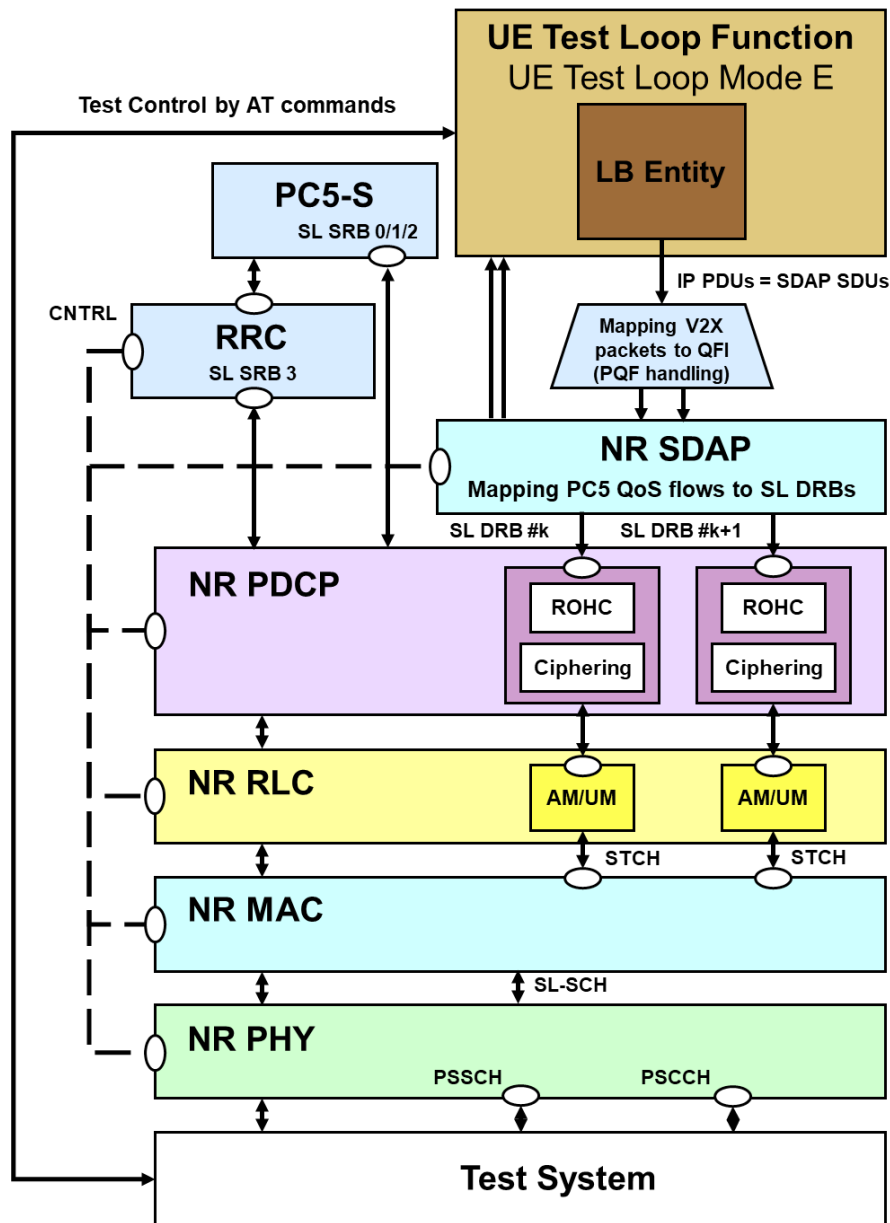 UE Test Loop Function
UE Test Loop Mode E
Test Control by AT commands
LB Entity
PC5-S
SL SRB 0/1/2
IP PDUs = SDAP SDUs
CNTRL
RRC
SL SRB 3
Mapping V2X
packets to QFI
(PQF handling)
NR SDAP
Mapping PC5 QoS flows to SL DRBs
SL DRB #k
SL DRB #k+1
NR PDCP
ROHC
ROHC
Ciphering
Ciphering
NR RLC
AM/UM
AM/UM
STCH
STCH
NR MAC
SL-SCH
NR PHY
PSSCH
PSCCH
Test System